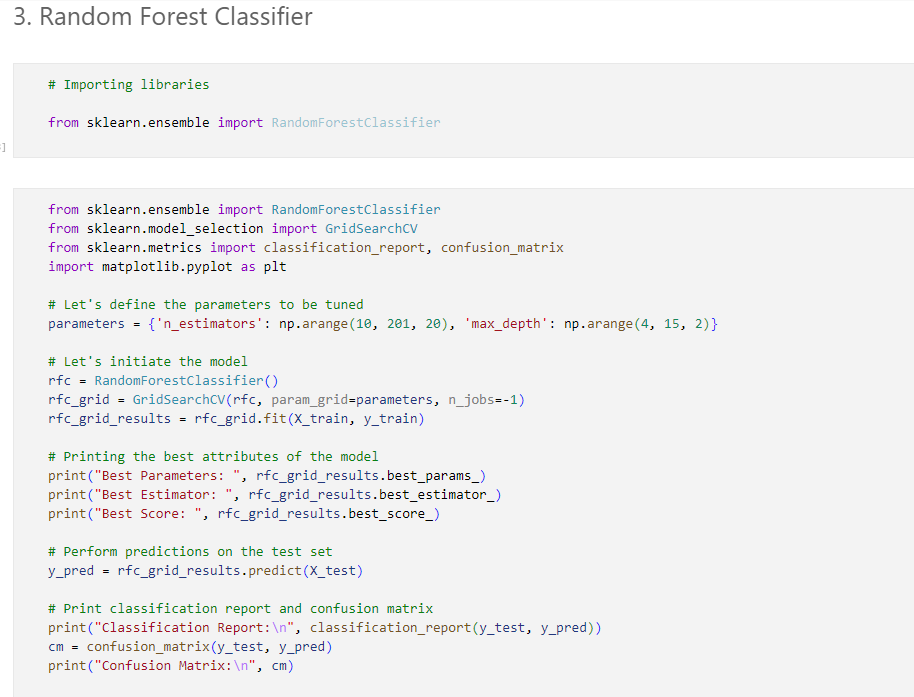 3. Random Forest Classifier
# Importing libraries
from sklearn.ensemble import RandomForestClassifier
]
from sklearn.ensemble import RandomForestClassifier
from sklearn.model_selection import GridSearchCV
from sklearn.metrics import classification_report, confusion_matrix
import matplotlib.pyplot as plt
# Let's define the parameters to be tuned
parameters = {'n_estimators': np.arange(10, 201, 20), 'max_depth': np.arange(4, 15, 2)}
# Let's initiate the model
rfc = RandomForestClassifier()
rfc_grid = GridSearchCV(rfc, param_grid=parameters, n_jobs=-1)
rfc_grid_results = rfc_grid.fit(X_train, y_train)
# Printing the best attributes of the model
print("Best Parameters: ", rfc_grid_results.best_params_)
print("Best Estimator: ", rfc_grid_results.best_estimator_)
print("Best Score: ", rfc_grid_results.best_score_)
# Perform predictions on the test set
y_pred = rfc_grid_results.predict(X_test)
# Print classification report and confusion matrix
print("Classification Report:\n", classification_report(y_test, y_pred))
cm = confusion_matrix(y_test, y_pred)
print("Confusion Matrix:\n", cm)